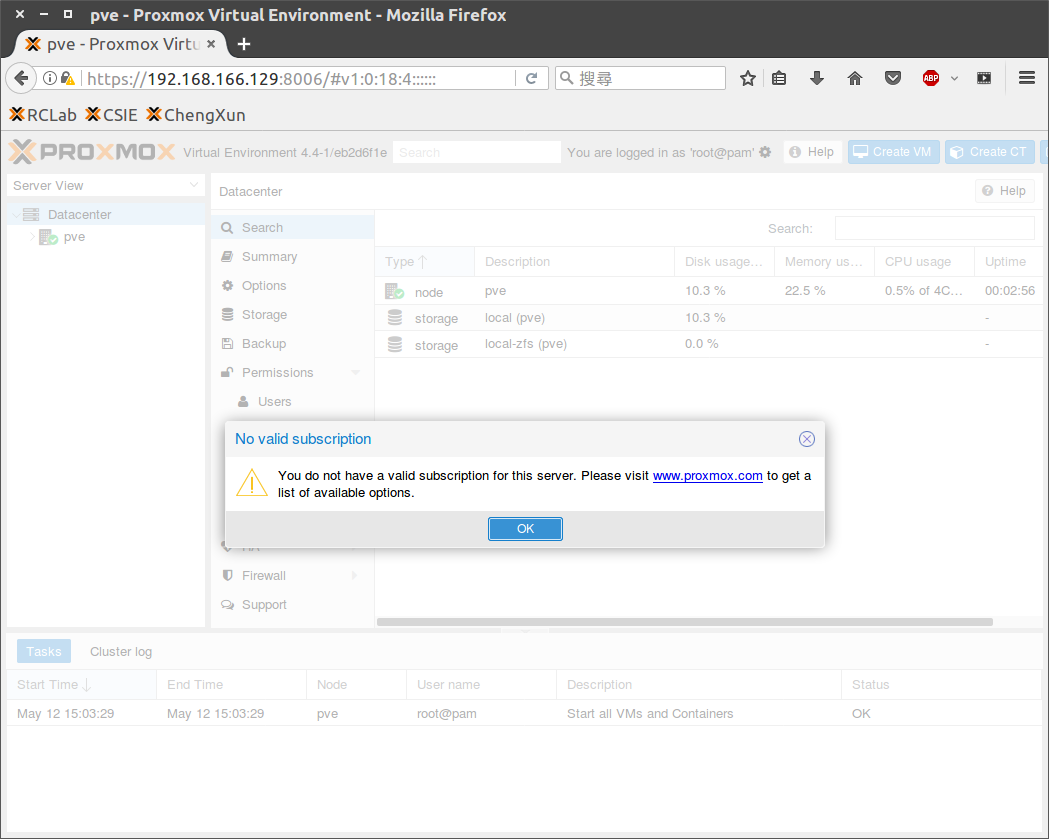 pve - Proxmox Virtual Environment - Mozilla Firefox
pve - Proxmox Virtu
https://192.168.166.129:8006/#v1:0:18:4::::::
搜尋
ABP
RCLab CSIE ChengXun
PROXMOX Virtual Environment 4.4-1/eb2d6f1e Search You are logged in as 'root@pam' Help Create VM Create CT
Server View
Datacenter
pve
Datacenter Help
Search
Summary
Options
Storage
Backup
Permissions
Users
HA
Firewall
Support
Search:
Type Description Disk usage... Memory us... CPU usage Uptime
node pve 10.3 % 22.5 % 0.5% of 4C... 00:02:56
storage local (pve) 10.3 % -
storage local-zfs (pve) 0.0 % -
No valid subscription
You do not have a valid subscription for this server. Please visit www.proxmox.com to get a
list of available options.
OK
Tasks Cluster log
Start Time End Time Node User name Description Status
May 12 15:03:29 May 12 15:03:29 pve root@pam Start all VMs and Containers OK